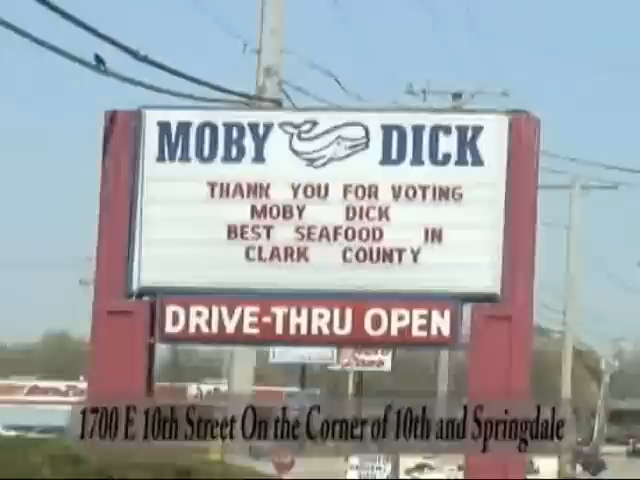 MOBY DICK
THANK YOU FOR VOTING
MOBY DICK
BEST SEAFOOD IN
CLARK COUNTY
DRIVE-THRU OPEN
1700 E 10th Street On the Corner of 10th and Springdale